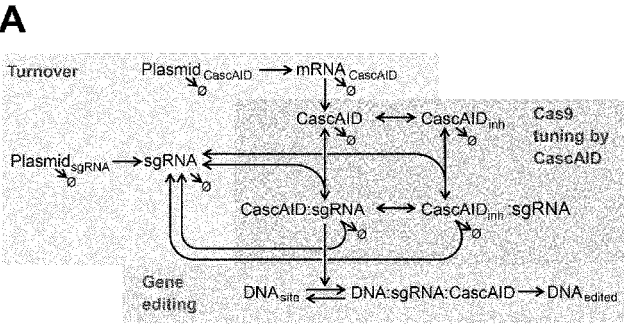 A
Turnover
Plasmid_CascAID → mRNA_CascAID
Ø Ø
CascAID ↔ CascAID_inh
Ø Ø
Cas9
tuning by
CascAID
Plasmid_sgRNA → sgRNA
Ø Ø
CascAID:sgRNA ↔ CascAID_inh:sgRNA
Ø Ø
Gene
editing
DNA_site ⇌ DNA:sgRNA:CascAID → DNA_edited